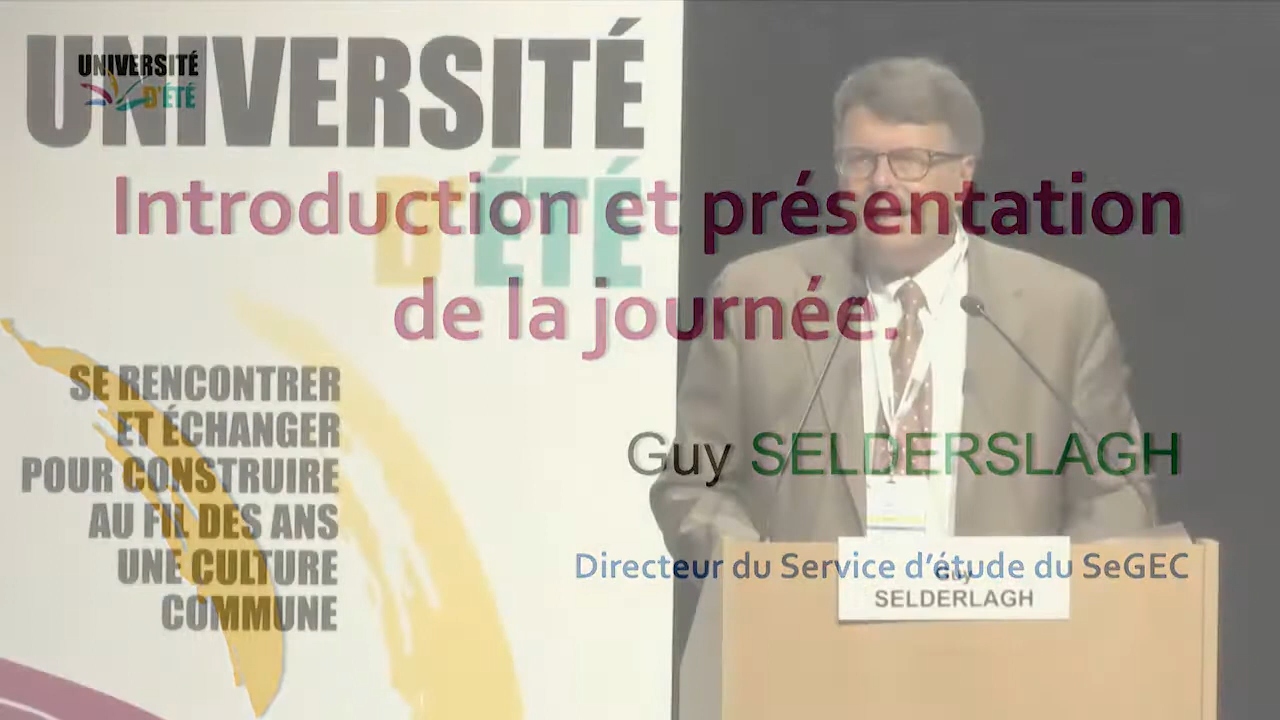 UNIVERSITÉ
D'ÉTÉ
UNIVERSITÉ
D'ÉTÉ
Introduction et présentation
de la journée.
SE RENCONTRER
ET ÉCHANGER
POUR CONSTRUIRE
AU FIL DES ANS
UNE CULTURE
COMMUNE
Guy SELDERSLAGH
Directeur du Service d'étude du SeGEC
Guy
SELDERLAGH